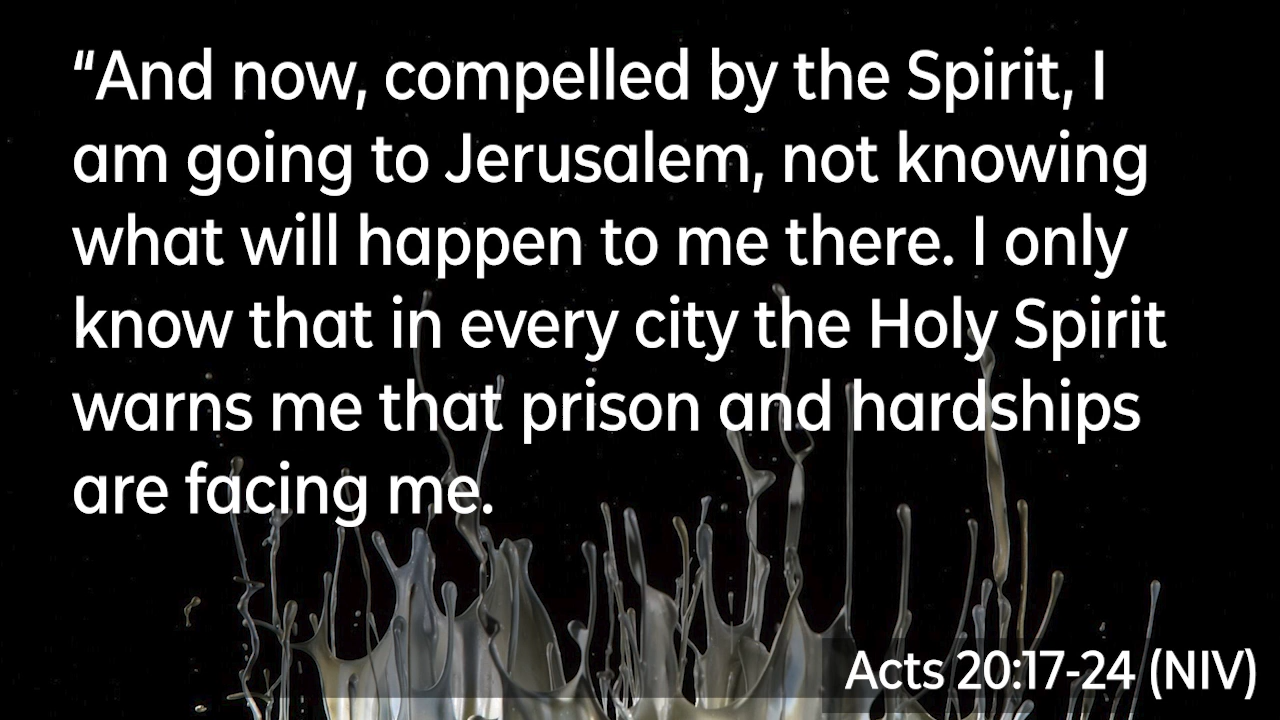 “And now, compelled by the Spirit, I
am going to Jerusalem, not knowing
what will happen to me there. I only
know that in every city the Holy Spirit
warns me that prison and hardships
are facing me.
Acts 20:17-24 (NIV)